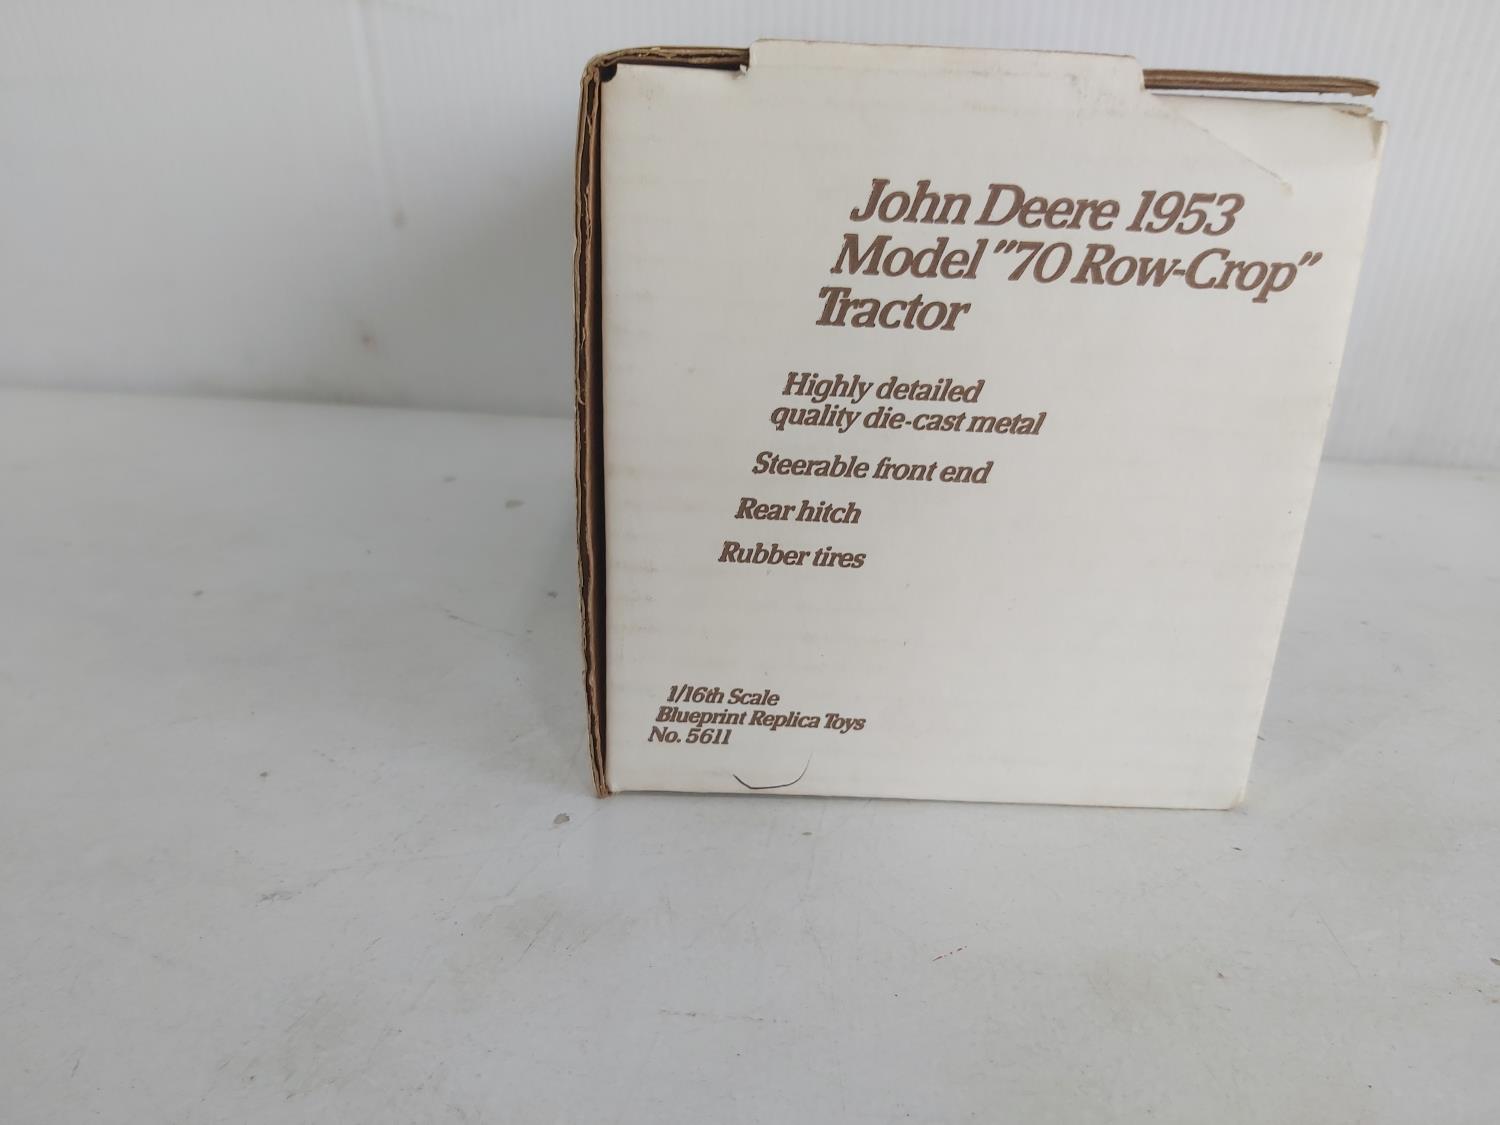 John Deere 1953
Model "70 Row-Crop"
Tractor
Highly detailed
quality die-cast metal
Steerable front end
Rear hitch
Rubber tires
1/16th Scale
Blueprint Replica Toys
No. 5611